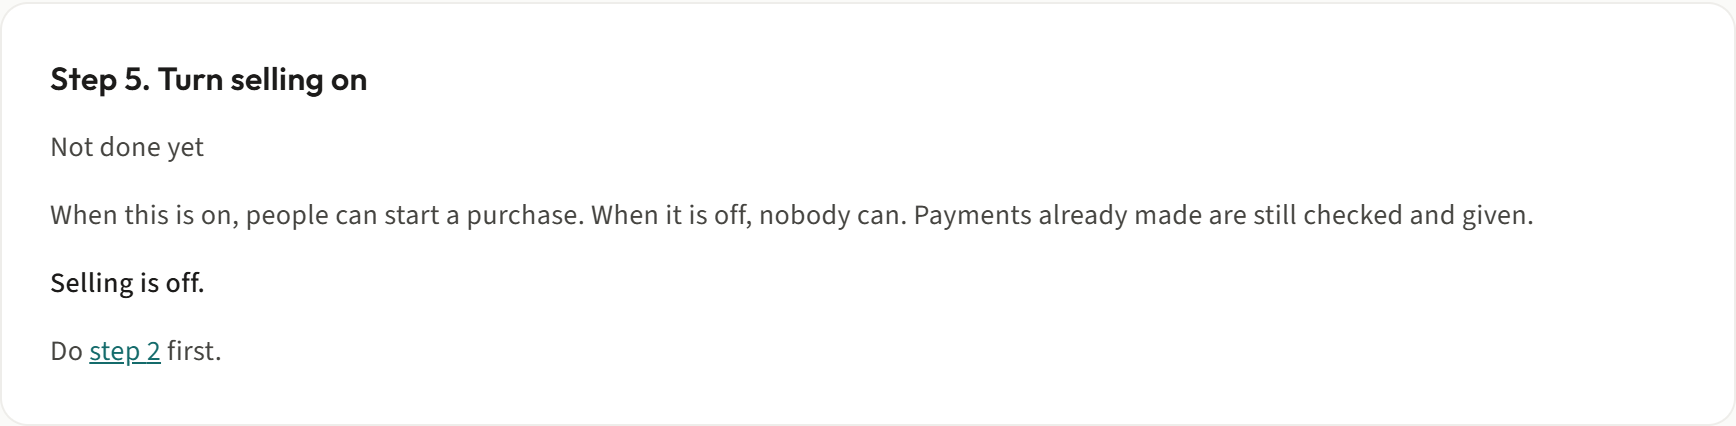 Step 5. Turn selling on
Not done yet
When this is on, people can start a purchase. When it is off, nobody can. Payments already made are still checked and given.
Selling is off.
Do step 2 first.